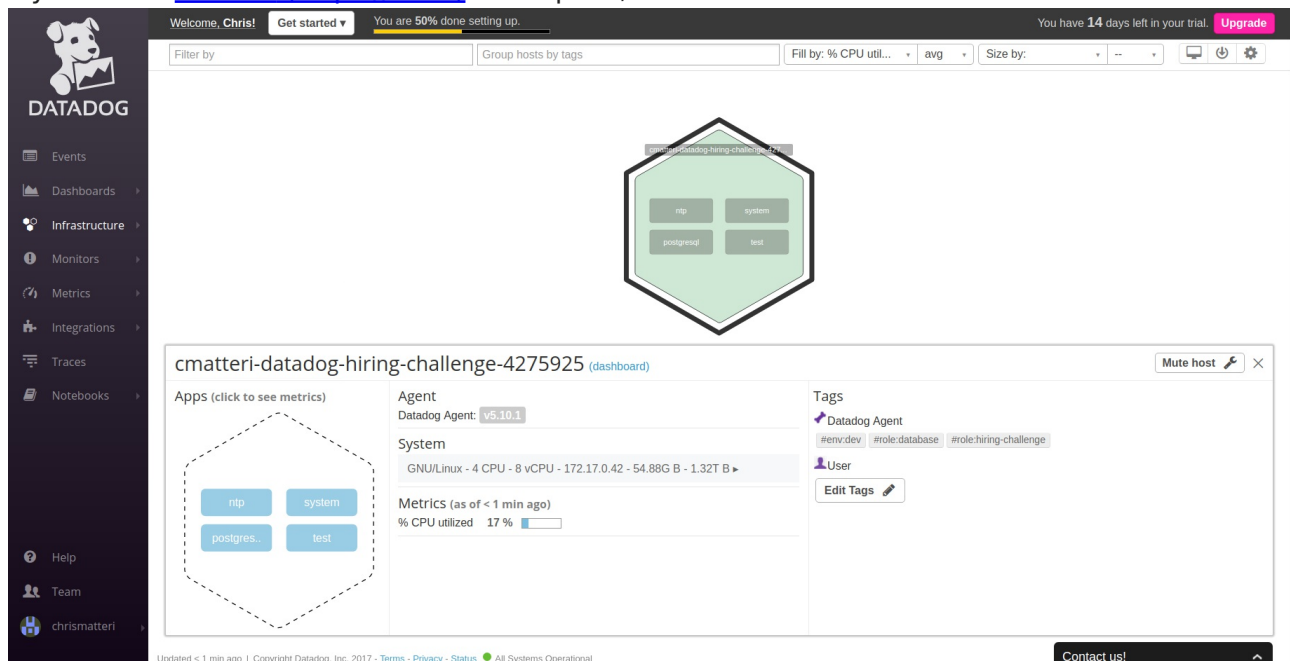 Welcome, Chris! Get started ▾ You are 50% done setting up. You have 14 days left in your trial. Upgrade
Filter by Group hosts by tags Fill by: % CPU util... avg Size by: --
DATADOG
Events
Dashboards
Infrastructure
Monitors
Metrics
Integrations
Traces
Notebooks
Help
Team
chrismatteri
cmatteri-datadog-hiring-challenge-427...
ntp system
postgresql test
cmatteri-datadog-hiring-challenge-4275925 (dashboard) Mute host
Apps (click to see metrics)
ntp system
postgres.. test
Agent
Datadog Agent: v5.10.1
System
GNU/Linux - 4 CPU - 8 vCPU - 172.17.0.42 - 54.88G B - 1.32T B ▸
Metrics (as of < 1 min ago)
% CPU utilized 17 %
Tags
Datadog Agent
#env:dev #role:database #role:hiring-challenge
User
Edit Tags
Updated < 1 min ago | Copyright Datadog, Inc. 2017 - Terms - Privacy - Status All Systems Operational
Contact us!